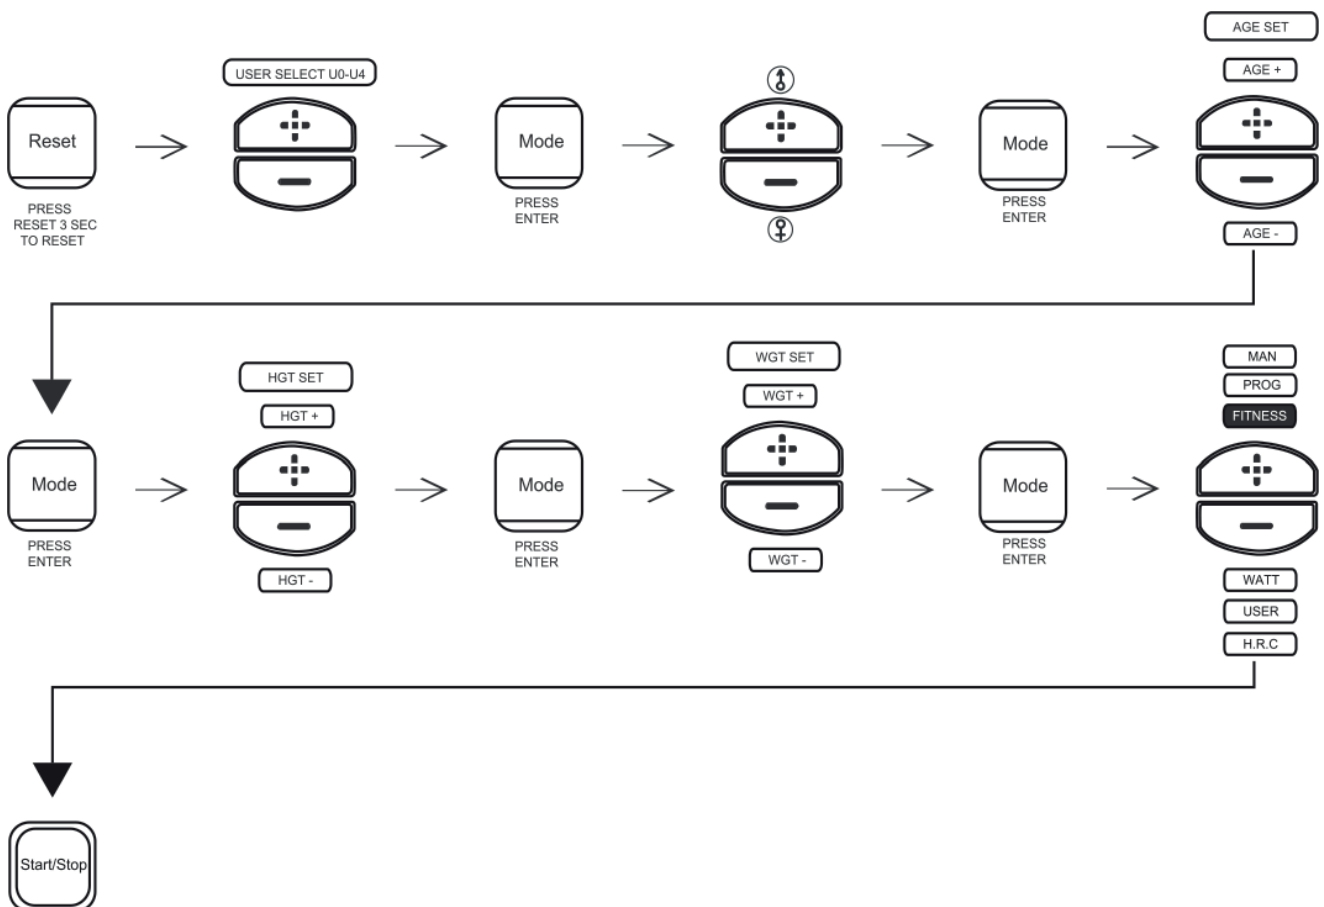 Reset
PRESS
RESET 3 SEC
TO RESET
USER SELECT U0-U4
Mode
PRESS
ENTER
Mode
PRESS
ENTER
AGE SET
AGE +
AGE -
Mode
PRESS
ENTER
HGT SET
HGT +
HGT -
Mode
PRESS
ENTER
WGT SET
WGT +
WGT -
Mode
PRESS
ENTER
MAN
PROG
FITNESS
WATT
USER
H.R.C
Start/Stop